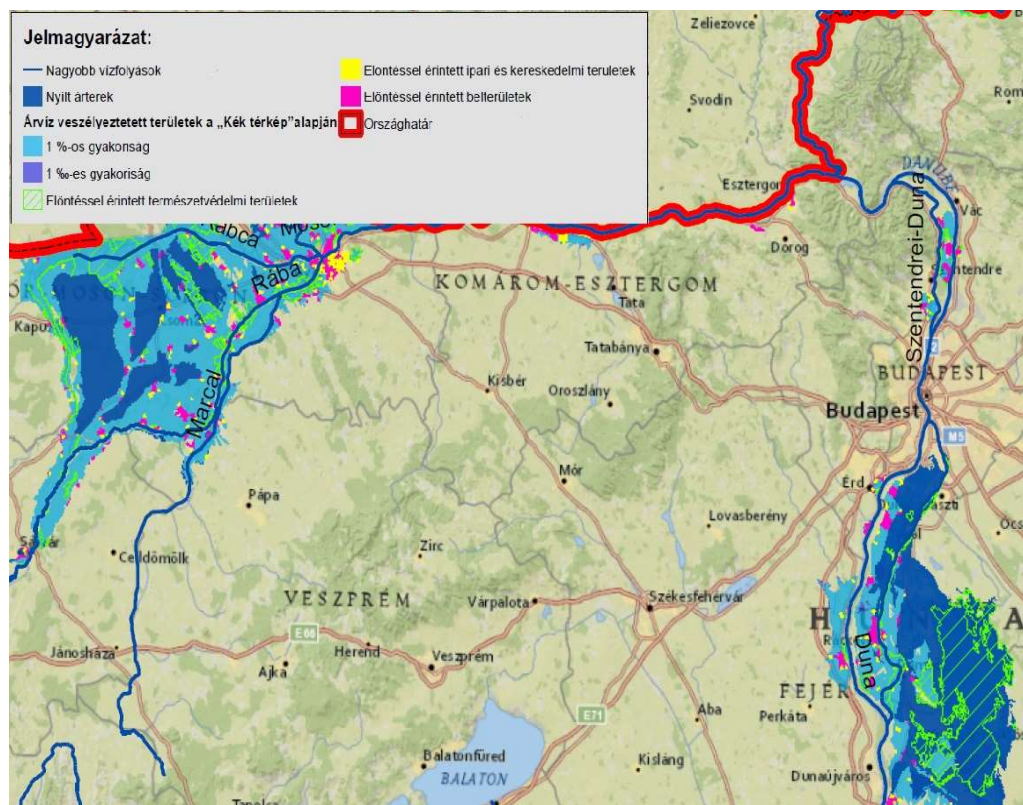 Jelmagyarázat:
Nagyobb vízfolyások
Nyílt árterek
Árvíz veszélyeztetett területek a „Kék térkép”alapján
1 %-os gyakoriság
1 ‰-es gyakoriság
Elöntéssel érintett természetvédelmi területek
Elöntéssel érintett ipari és kereskedelmi területek
Elöntéssel érintett belterületek
Országhatár
Zeliezovce
Svodin
DANUBE
Vác
Dorog
Szentendre
Szentendrei-Duna
Rábca
Rába
Marcal
KOMÁROM-ESZTERGOM
Tata
Tatabánya
Kisbér
Oroszlány
BUDAPEST
Budapest
M5
Mór
Érd
Pápa
Lovasberény
Celldömölk
Zirc
VESZPRÉM
Várpalota
Székesfehérvár
E66
Jánosháza
Herend
Veszprém
Ajka
Duna
FEJÉR
E71
Aba
Perkáta
Balatonfüred
BALATON
Kisláng
Dunaújváros